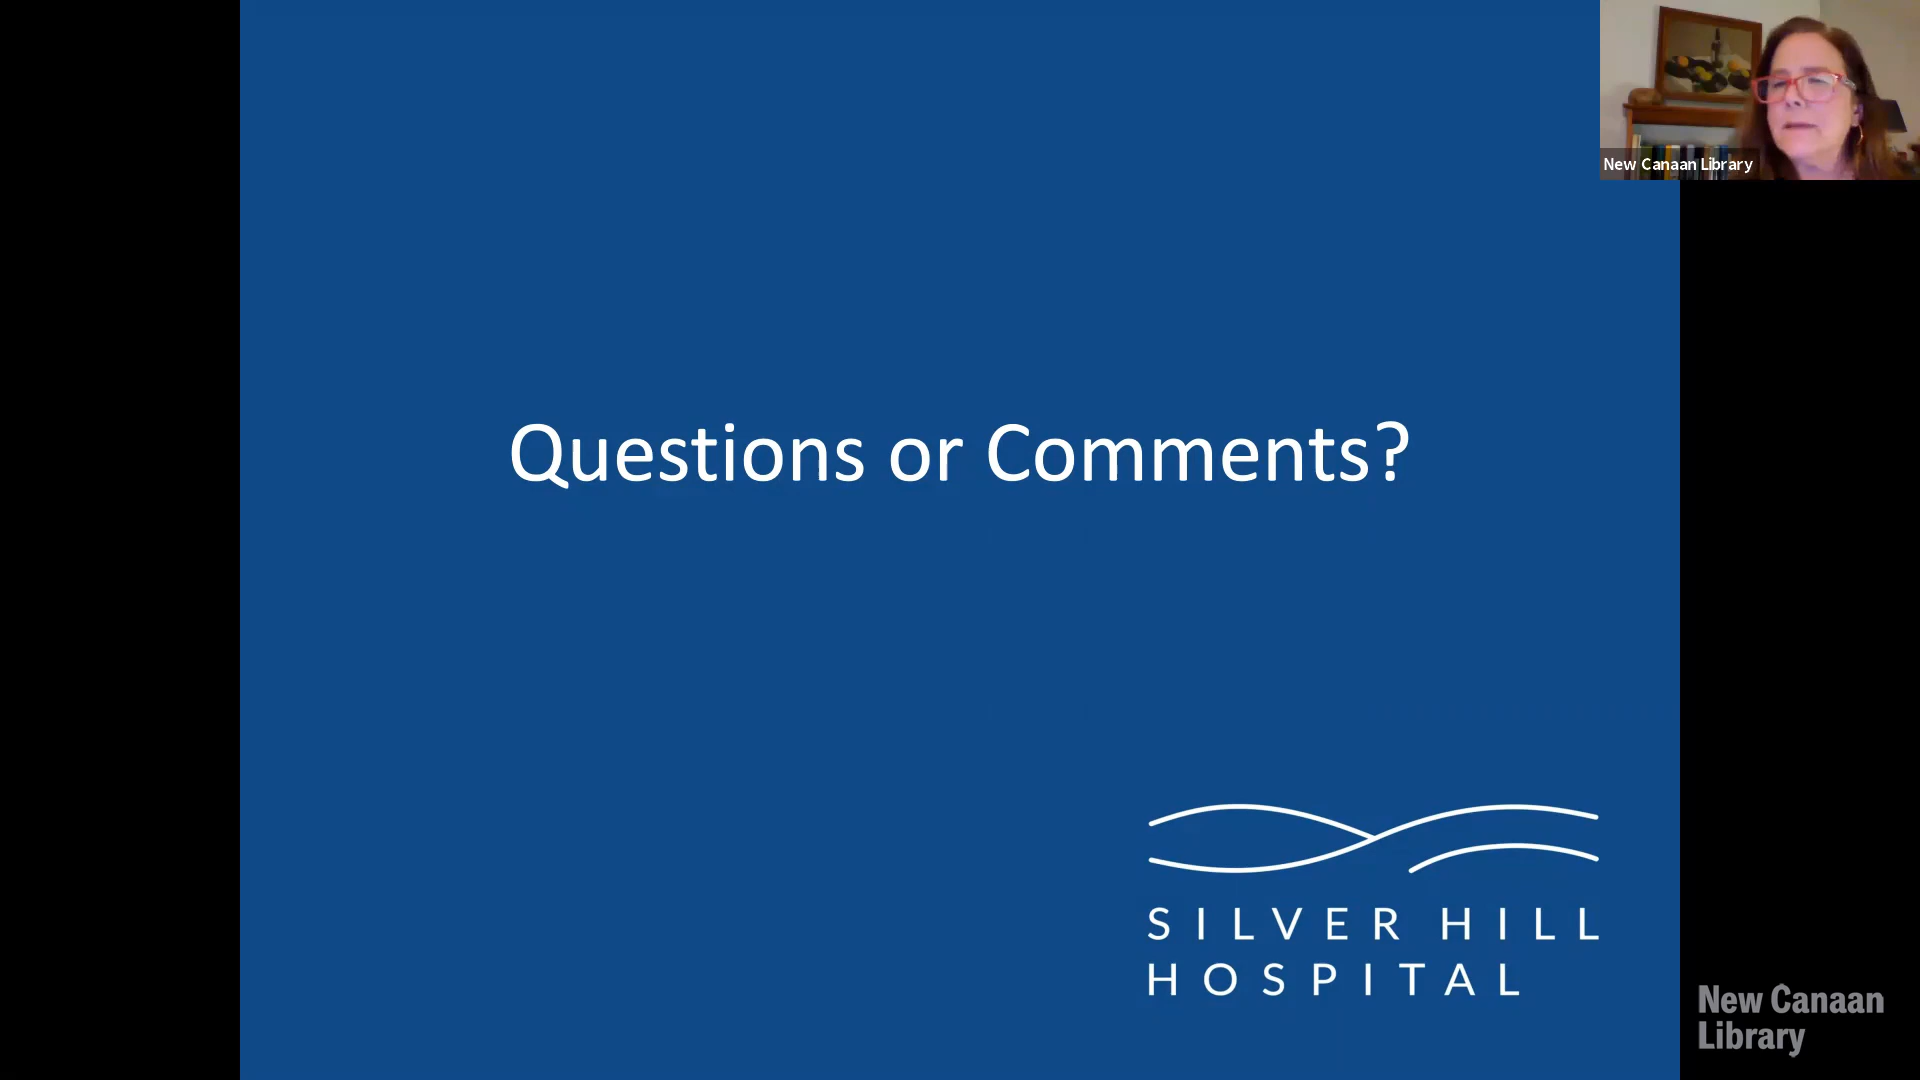 New Canaan Library
Questions or Comments?
SILVER HILL
HOSPITAL
New Canaan
Library